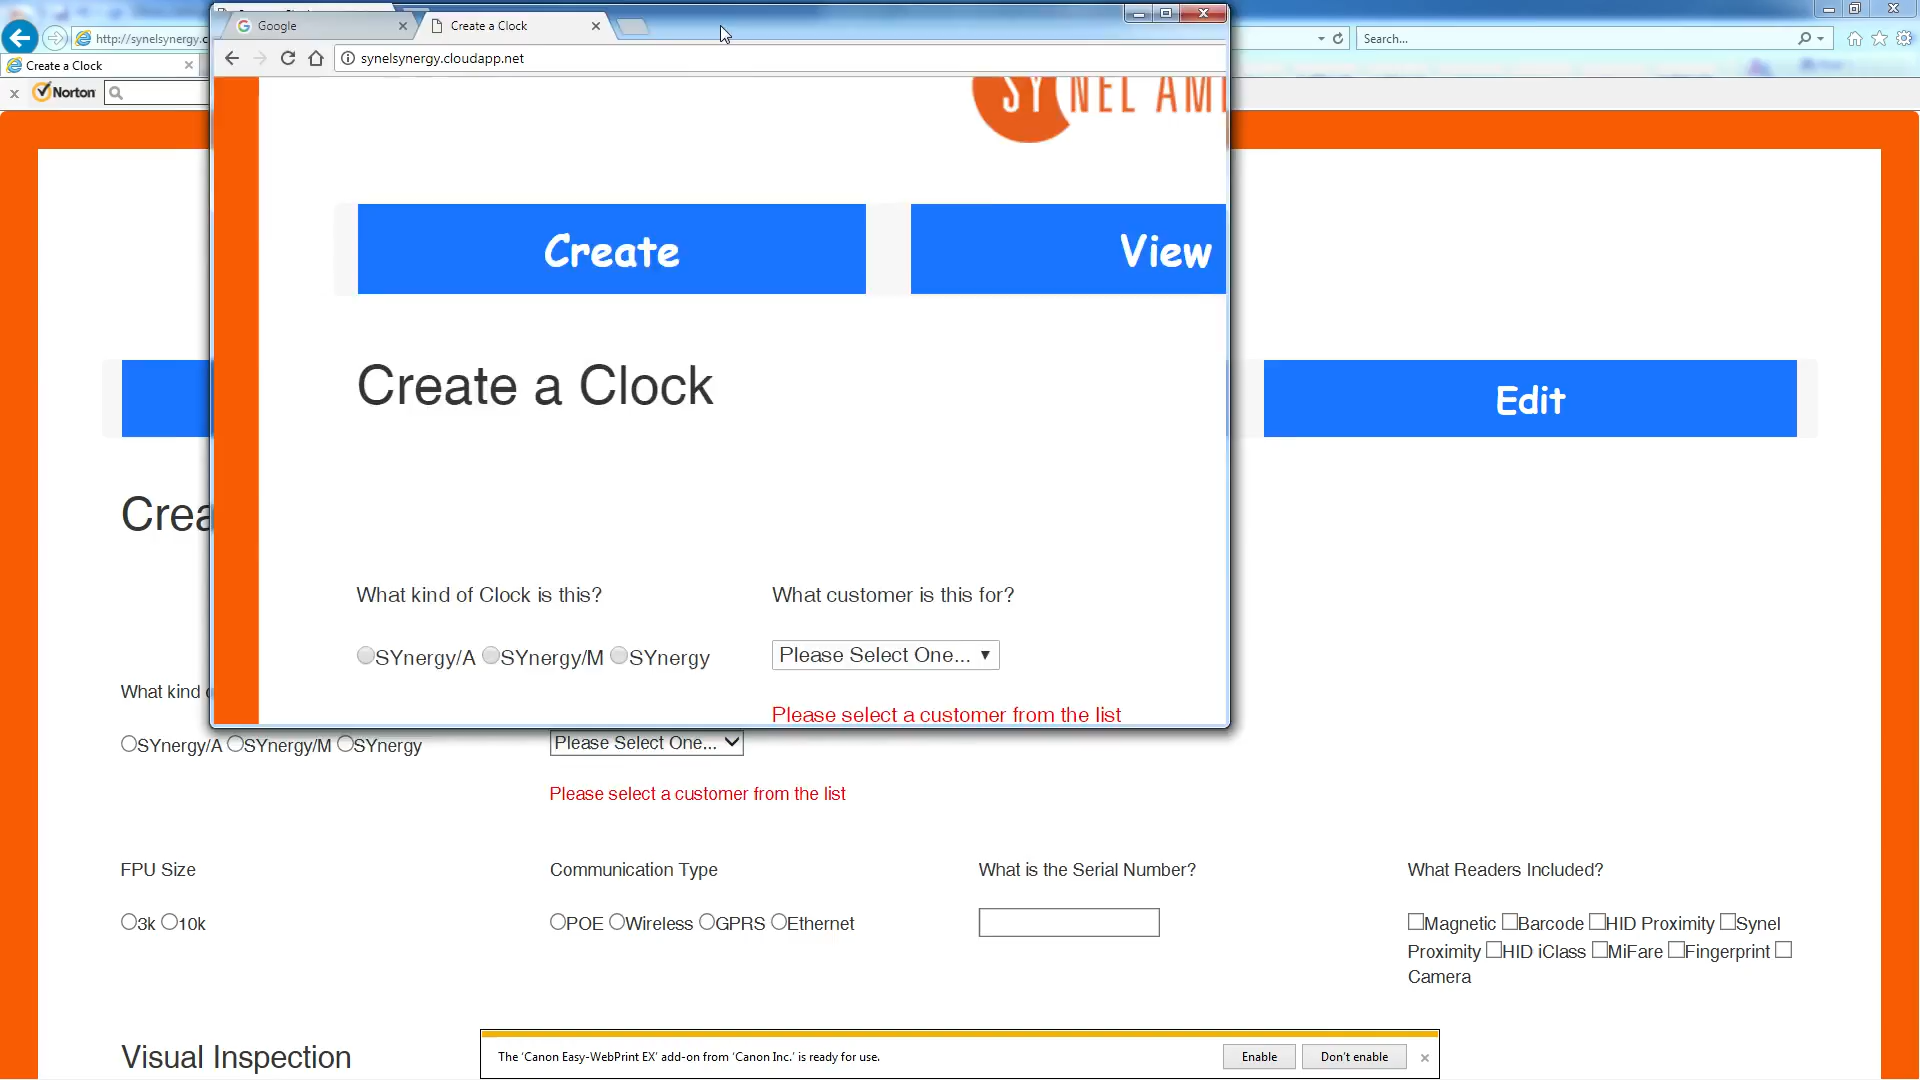 Google
Create a Clock
synelsynergy.cloudapp.net
http://synelsynergy.c
Search...
Create a Clock
Norton
SYNEL AM
Create
View
Edit
Create a Clock
Crea
What kind of Clock is this?
What customer is this for?
SYnergy/A SYnergy/M SYnergy
Please Select One...
Please select a customer from the list
What kind
SYnergy/A SYnergy/M SYnergy
Please Select One...
Please select a customer from the list
FPU Size
Communication Type
What is the Serial Number?
What Readers Included?
3k 10k
POE Wireless GPRS Ethernet
Magnetic Barcode HID Proximity Synel
Proximity HID iClass MiFare Fingerprint
Camera
Visual Inspection
The 'Canon Easy-WebPrint EX' add-on from 'Canon Inc.' is ready for use.
Enable
Don't enable